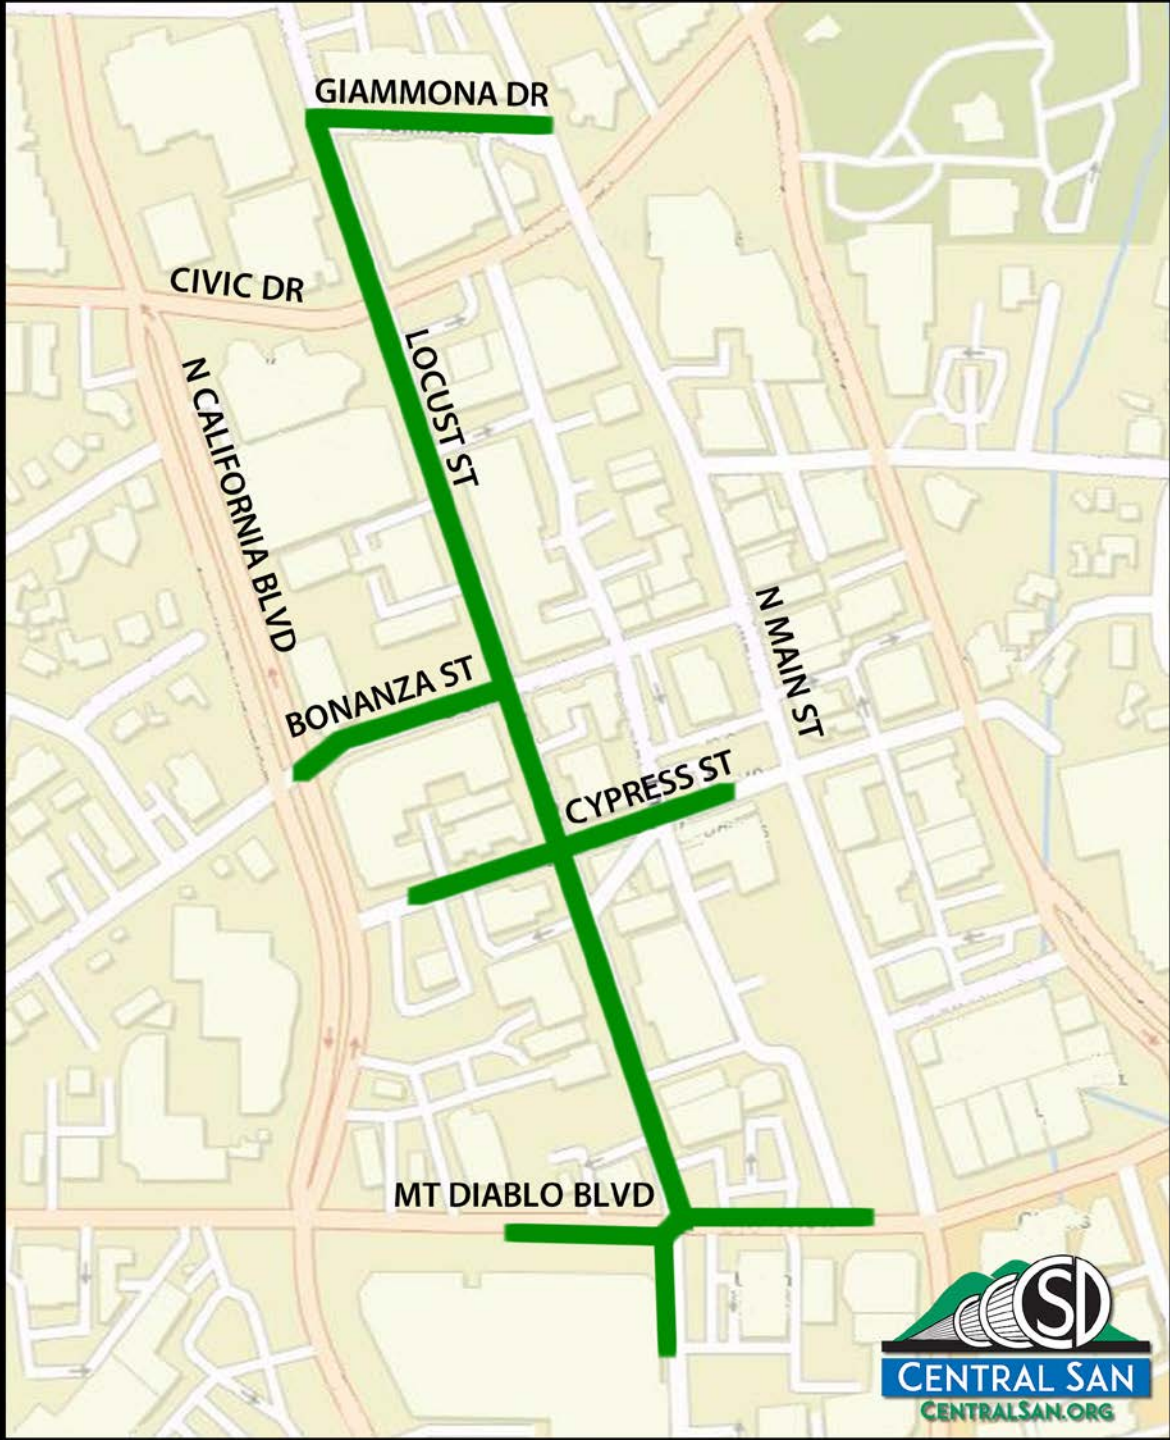 GIAMMONA DR
CIVIC DR
LOCUST ST
N CALIFORNIA BLVD
N MAIN ST
BONANZA ST
CYPRESS ST
MT DIABLO BLVD
CSD
CENTRAL SAN
CENTRALSAN.ORG